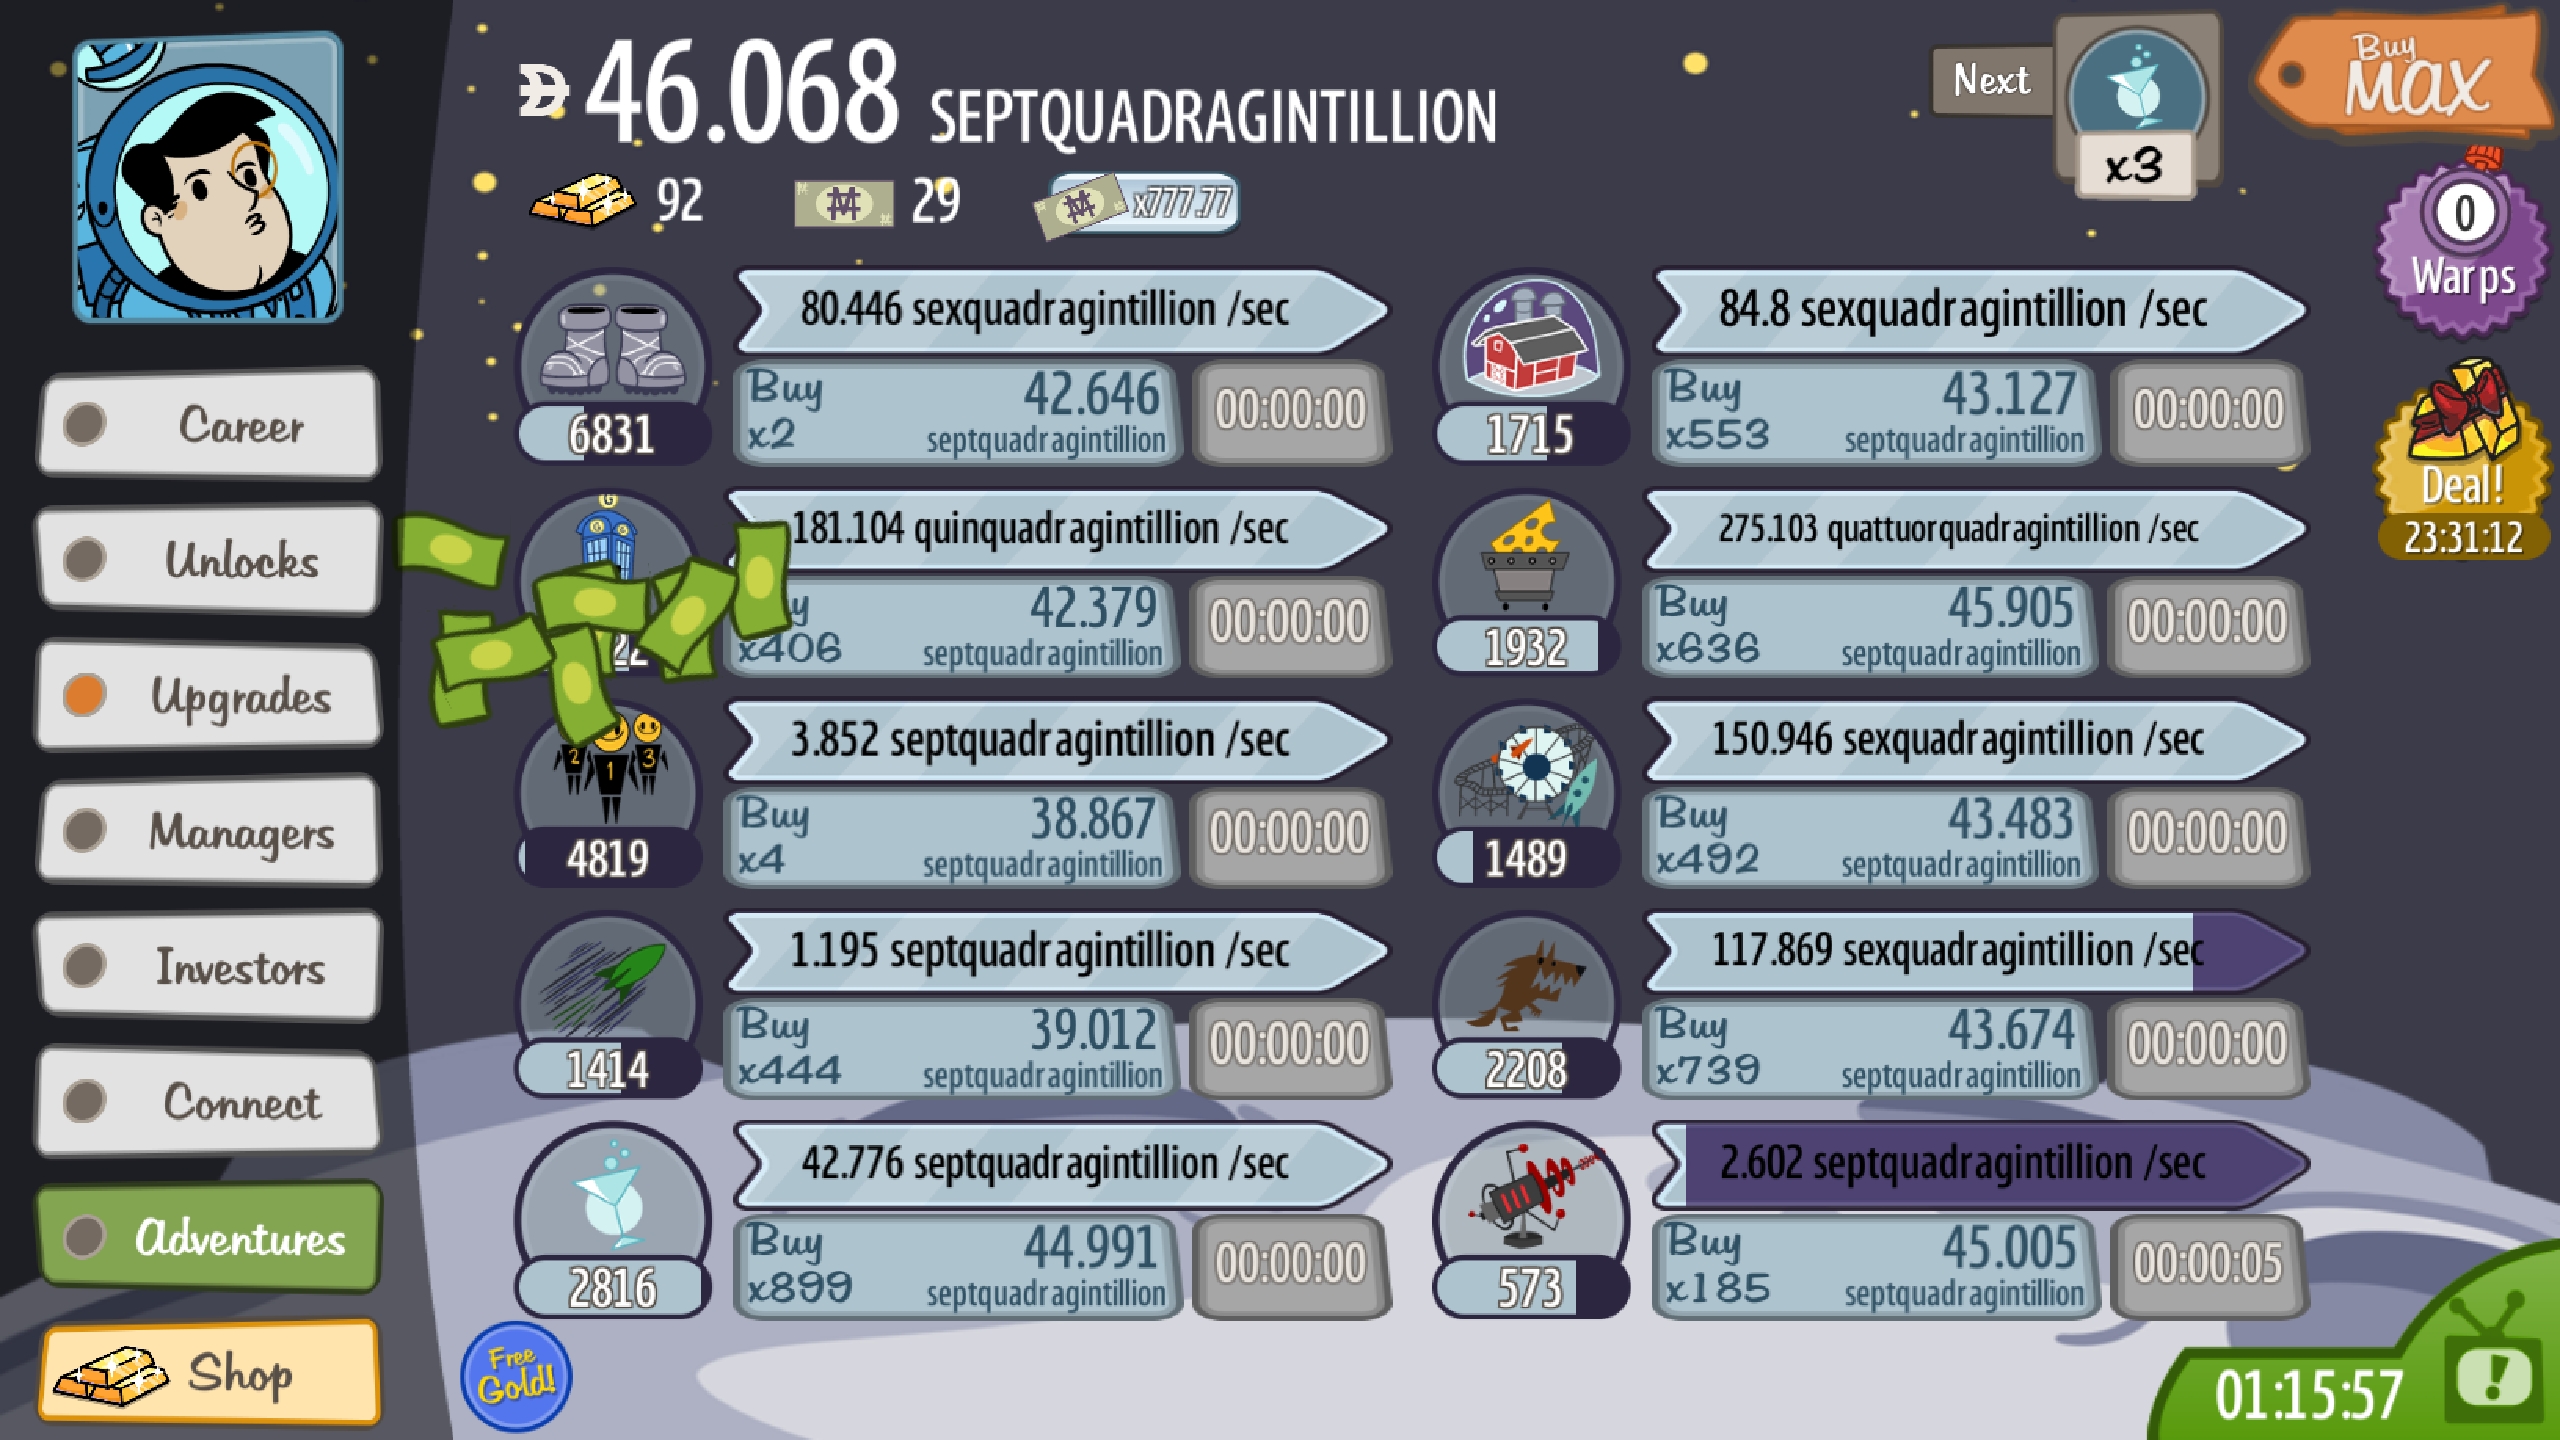 46.068 SEPTQUADRAGINTILLION
92
29
x777.77
Next
x3
Buy
MAX
0
Warps
Deal!
23:31:12
Career
Unlocks
Upgrades
Managers
Investors
Connect
Adventures
Shop
80.446 sexquadragintillion /sec
6831
Buy
x2
42.646
septquadragintillion
00:00:00
84.8 sexquadragintillion /sec
1715
Buy
x553
43.127
septquadragintillion
00:00:00
181.104 quinquadragintillion /sec
x406
42.379
septquadragintillion
00:00:00
275.103 quattuorquadragintillion /sec
1932
Buy
x636
45.905
septquadragintillion
00:00:00
2 1 3
3.852 septquadragintillion /sec
4819
Buy
x4
38.867
septquadragintillion
00:00:00
150.946 sexquadragintillion /sec
1489
Buy
x492
43.483
septquadragintillion
00:00:00
1.195 septquadragintillion /sec
1414
Buy
x444
39.012
septquadragintillion
00:00:00
117.869 sexquadragintillion /sec
2208
Buy
x739
43.674
septquadragintillion
00:00:00
42.776 septquadragintillion /sec
2816
Buy
x899
44.991
septquadragintillion
00:00:00
2.602 septquadragintillion /sec
573
Buy
x185
45.005
septquadragintillion
00:00:05
Free
Gold!
01:15:57
!